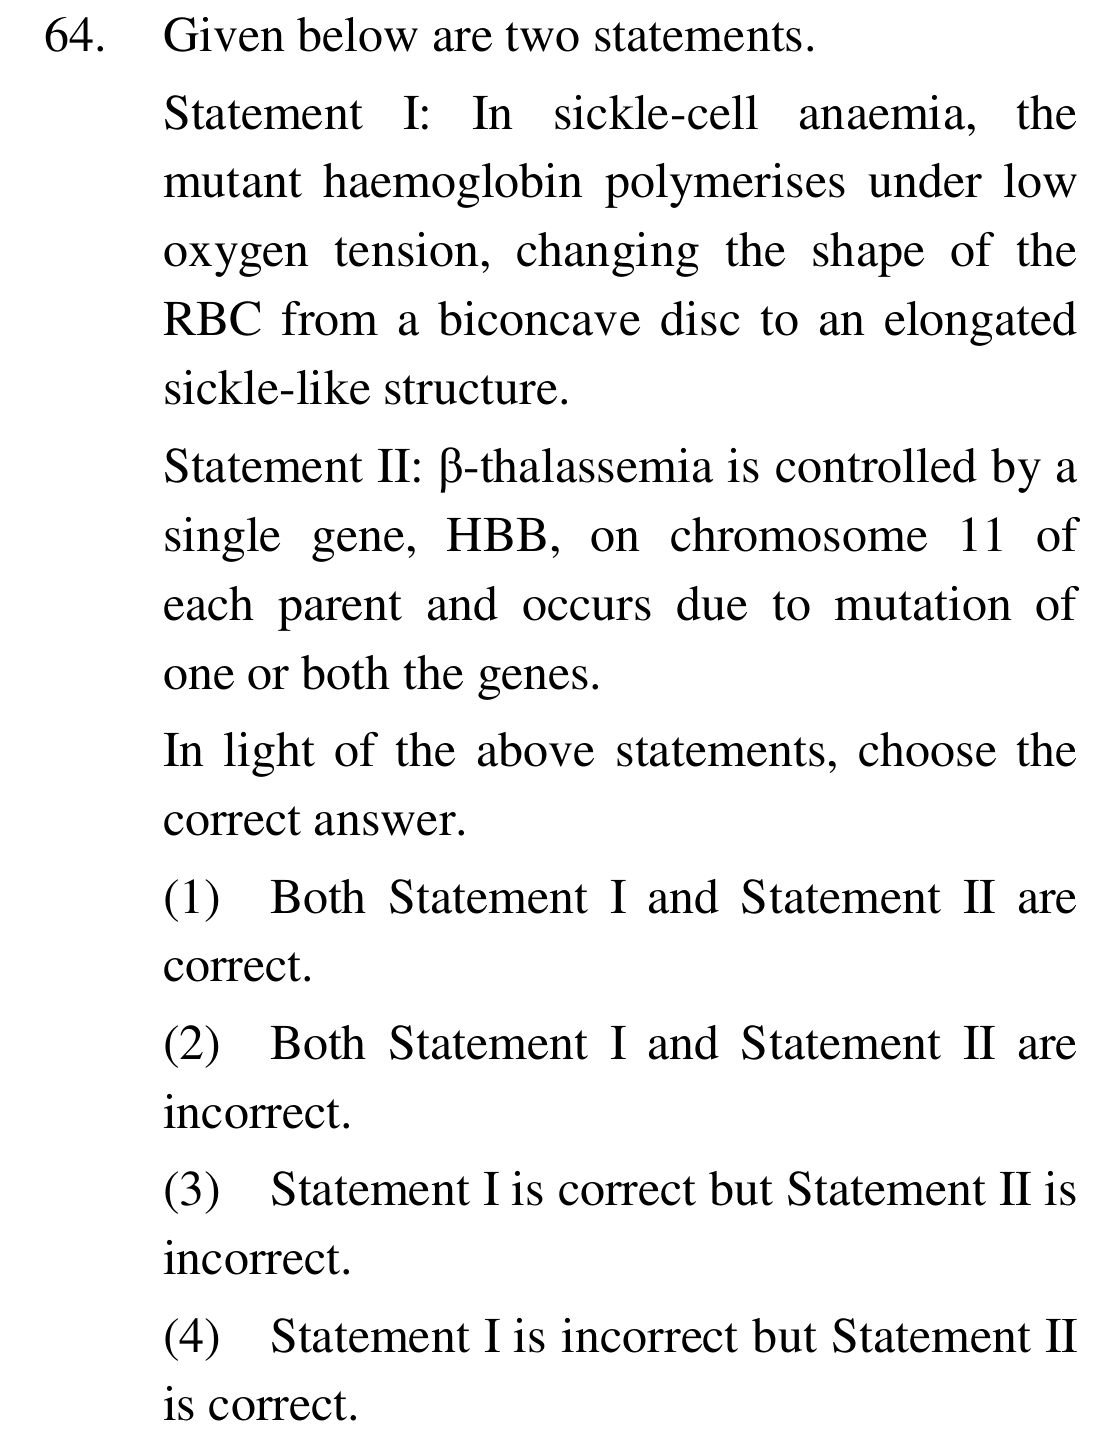 64. Given below are two statements.
Statement I: In sickle-cell anaemia, the
mutant haemoglobin polymerises under low
oxygen tension, changing the shape of the
RBC from a biconcave disc to an elongated
sickle-like structure.
Statement II: β-thalassemia is controlled by a
single gene, HBB, on chromosome 11 of
each parent and occurs due to mutation of
one or both the genes.
In light of the above statements, choose the
correct answer.
(1) Both Statement I and Statement II are
correct.
(2) Both Statement I and Statement II are
incorrect.
(3) Statement I is correct but Statement II is
incorrect.
(4) Statement I is incorrect but Statement II
is correct.